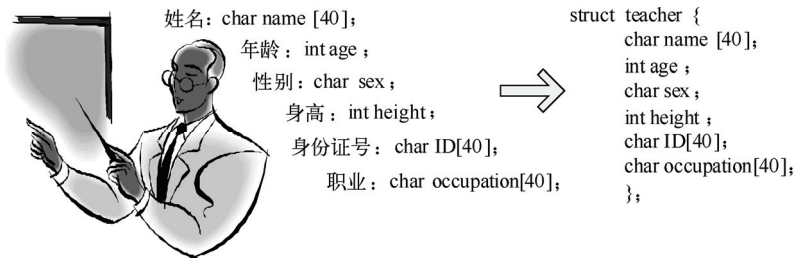 姓名：char name [40]；
年龄：int age；
性别：char sex；
身高：int height；
身份证号：char ID[40]；
职业：char occupation[40]；
struct teacher {
char name [40]；
int age；
char sex；
int height；
char ID[40]；
char occupation[40]；
}；